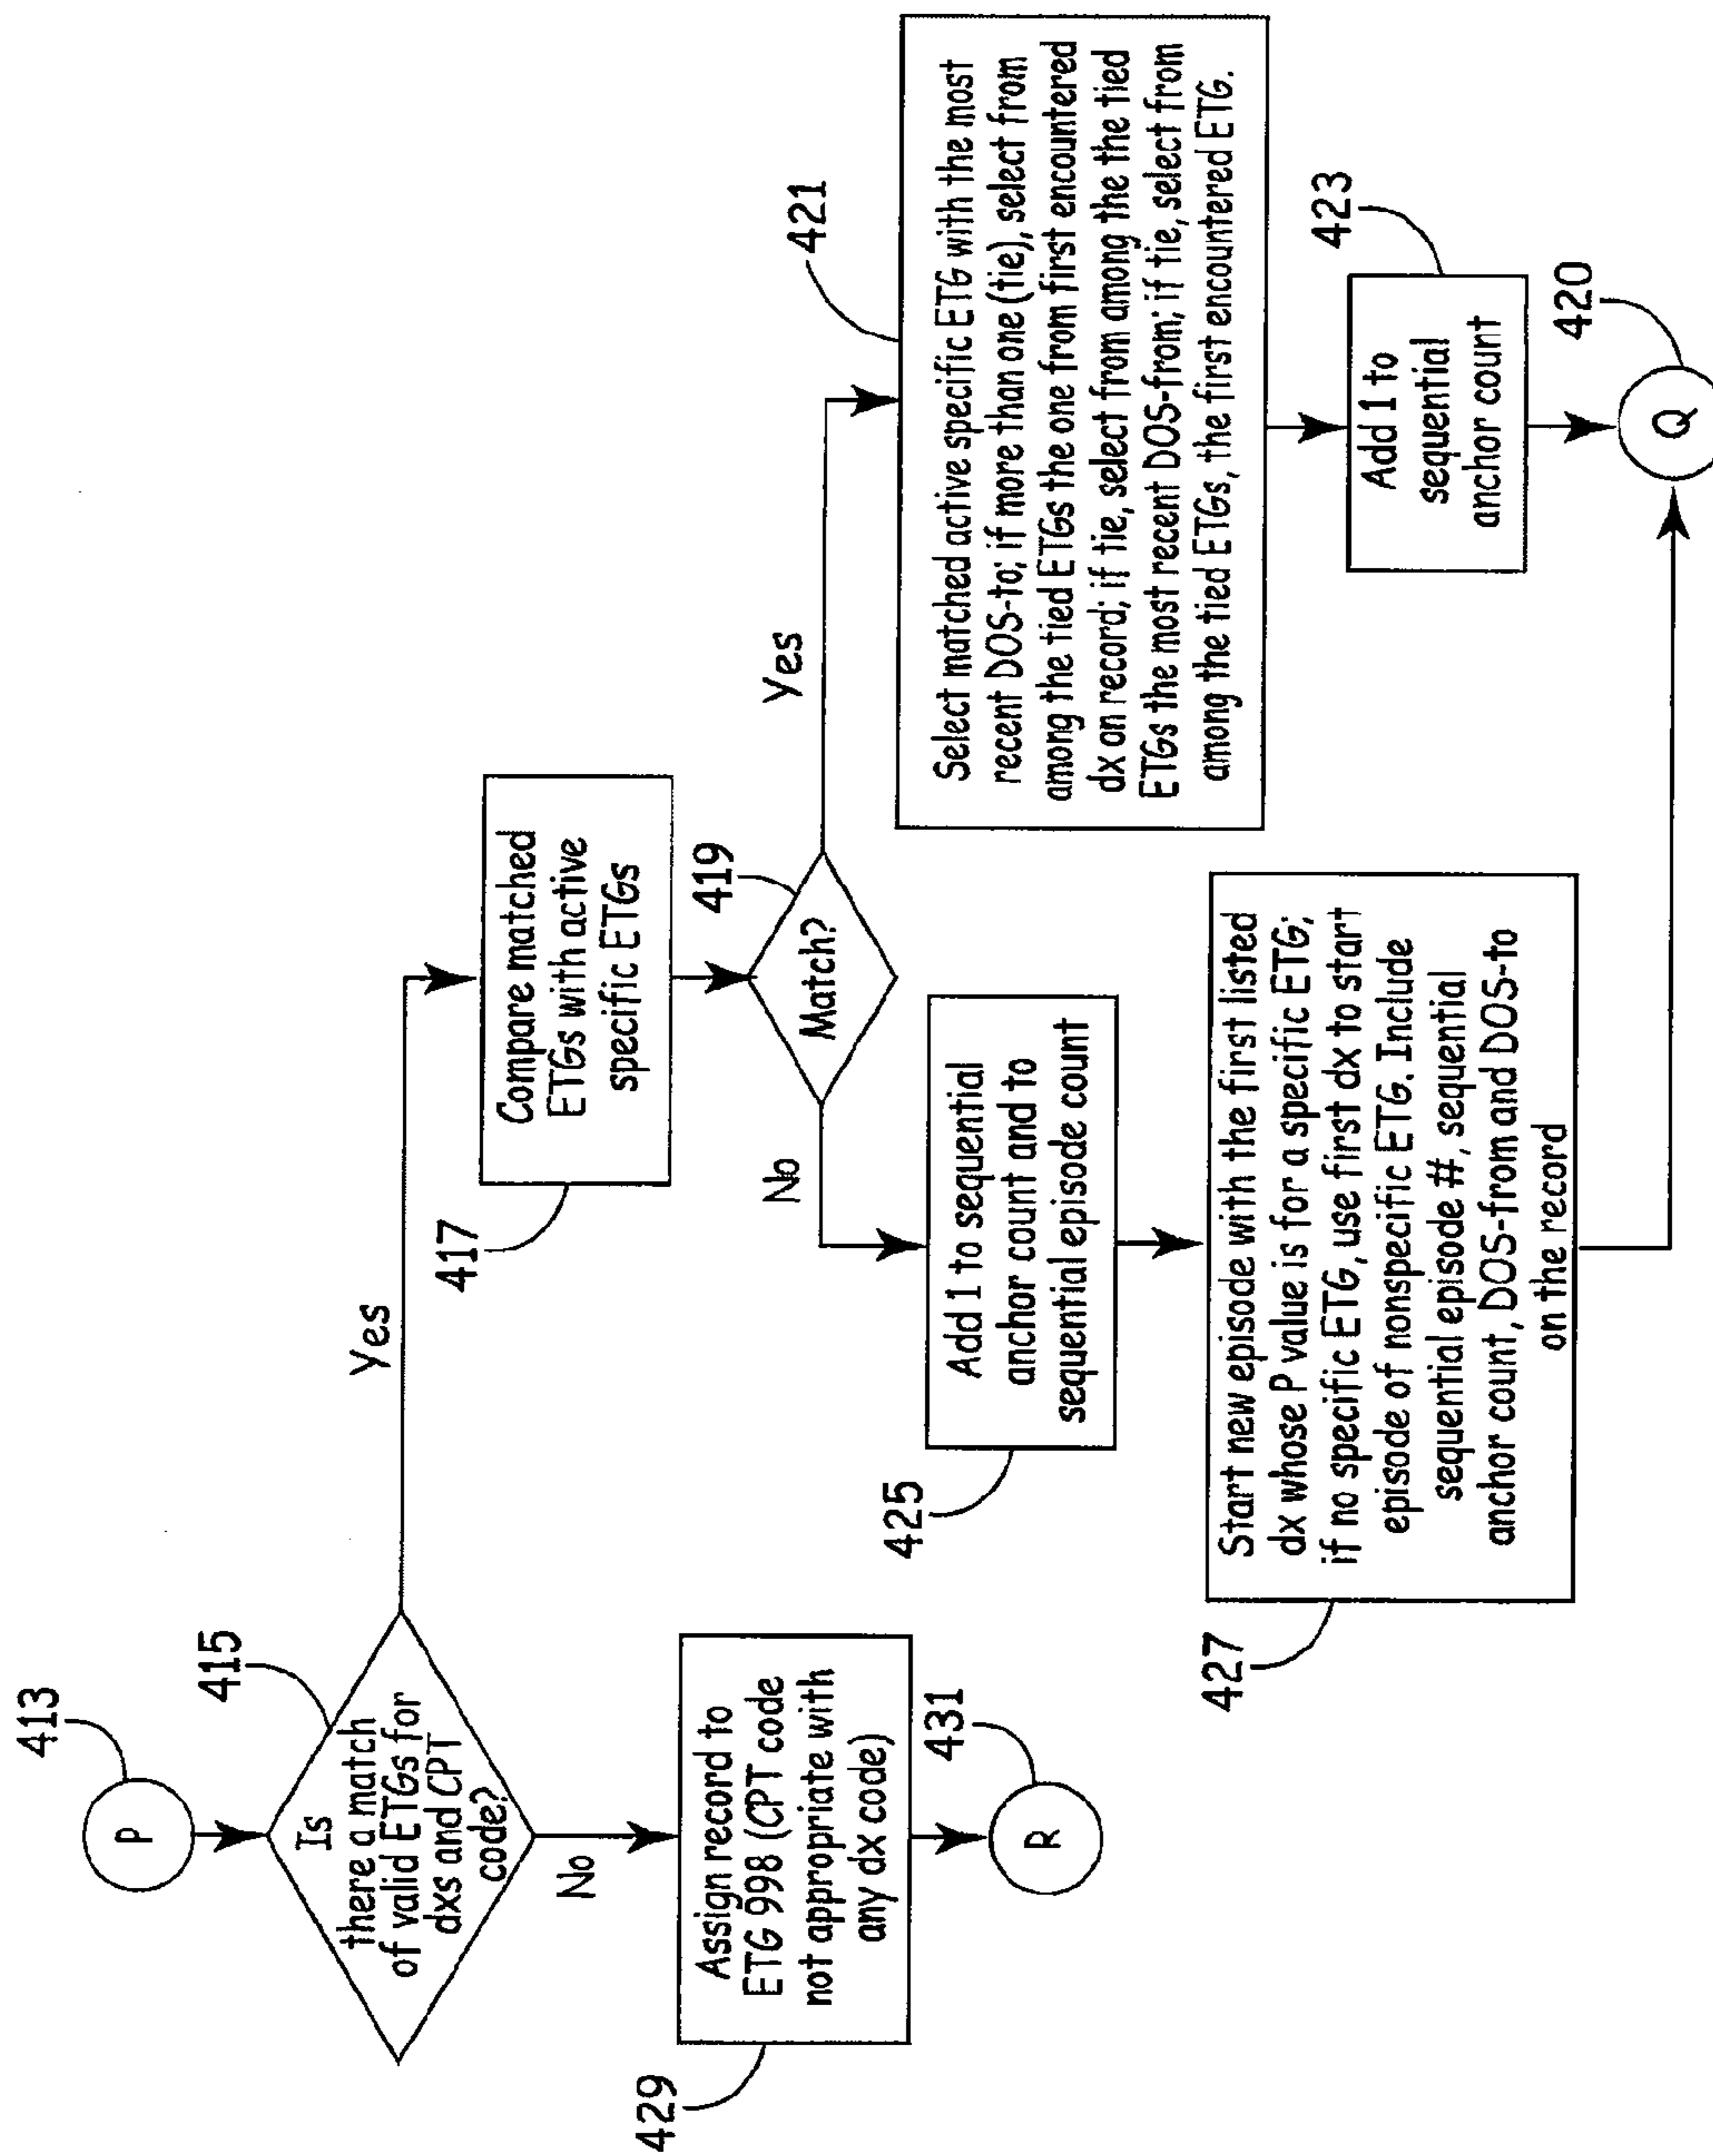 413
P
415
Is
there a match
of valid ETGs for
dxs and CPT
code?
Yes
No
417
Compare matched
ETGs with active
specific ETGs
419
Match?
Yes
No
421
Select matched active specific ETG with the most
recent DOS-to; if more than one (tie), select from
among the tied ETGs the one from first encountered
dx on record; if tie, select from among the the tied
ETGs the most recent DOS-from; if tie, select from
among the tied ETGs, the first encountered ETG.
423
Add 1 to
sequential
anchor count
420
Q
425
Add 1 to sequential
anchor count and to
sequential episode count
427
Start new episode with the first listed
dx whose P value is for a specific ETG;
if no specific ETG, use first dx to start
episode of nonspecific ETG. Include
sequential episode #, sequential
anchor count, DOS-from and DOS-to
on the record
429
Assign record to
ETG 998 (CPT code
not appropriate with
any dx code)
431
R